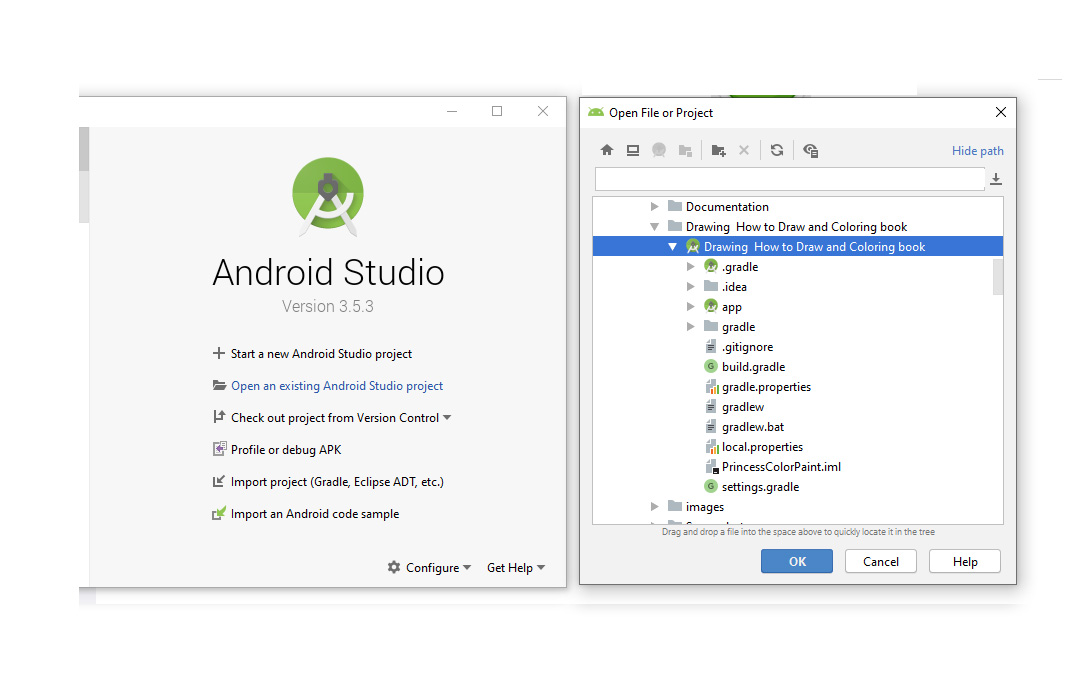 Android Studio
Version 3.5.3
Start a new Android Studio project
Open an existing Android Studio project
Check out project from Version Control
Profile or debug APK
Import project (Gradle, Eclipse ADT, etc.)
Import an Android code sample
Configure
Get Help
Open File or Project
Hide path
Documentation
Drawing  How to Draw and Coloring book
Drawing  How to Draw and Coloring book
.gradle
.idea
app
gradle
.gitignore
build.gradle
gradle.properties
gradlew
gradlew.bat
local.properties
PrincessColorPaint.iml
settings.gradle
images
Drag and drop a file into the space above to quickly locate it in the tree
OK
Cancel
Help